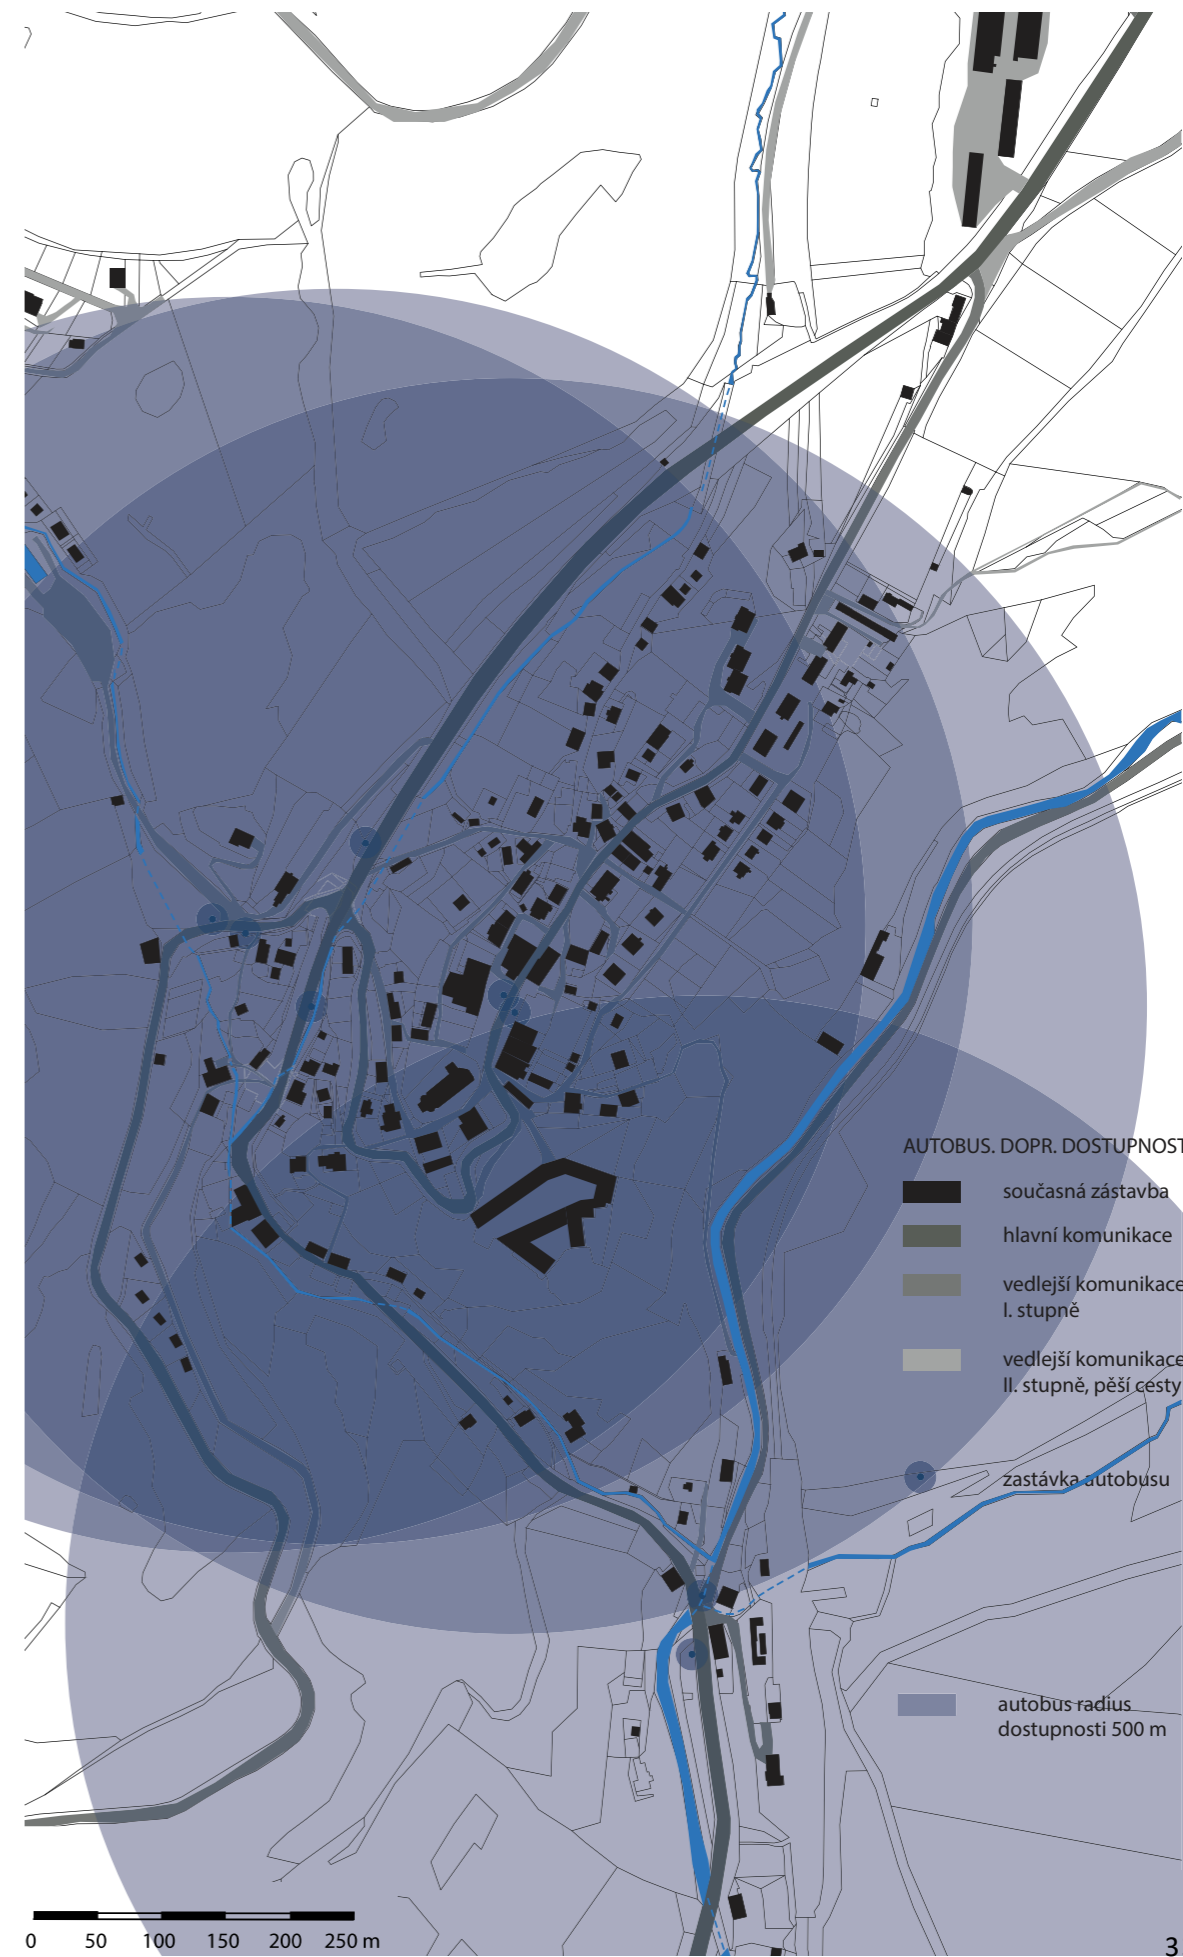 AUTOBUS. DOPR. DOSTUPNOST
současná zástavba
hlavní komunikace
vedlejší komunikace
I. stupně
vedlejší komunikace
II. stupně, pěší cesty
zastávka autobusu
autobus radius
dostupnosti 500 m
0 50 100 150 200 250 m
3